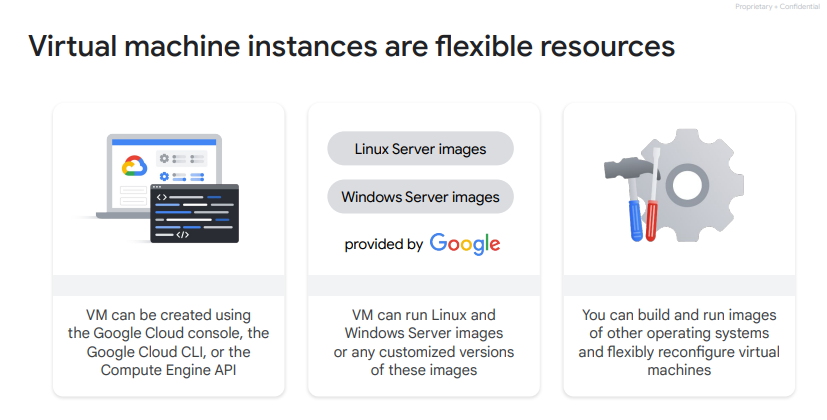 Proprietary + Confidential
Virtual machine instances are flexible resources
Linux Server images
Windows Server images
provided by Google
VM can be created using
the Google Cloud console, the
Google Cloud CLI, or the
Compute Engine API
VM can run Linux and
Windows Server images
or any customized versions
of these images
You can build and run images
of other operating systems
and flexibly reconfigure virtual
machines